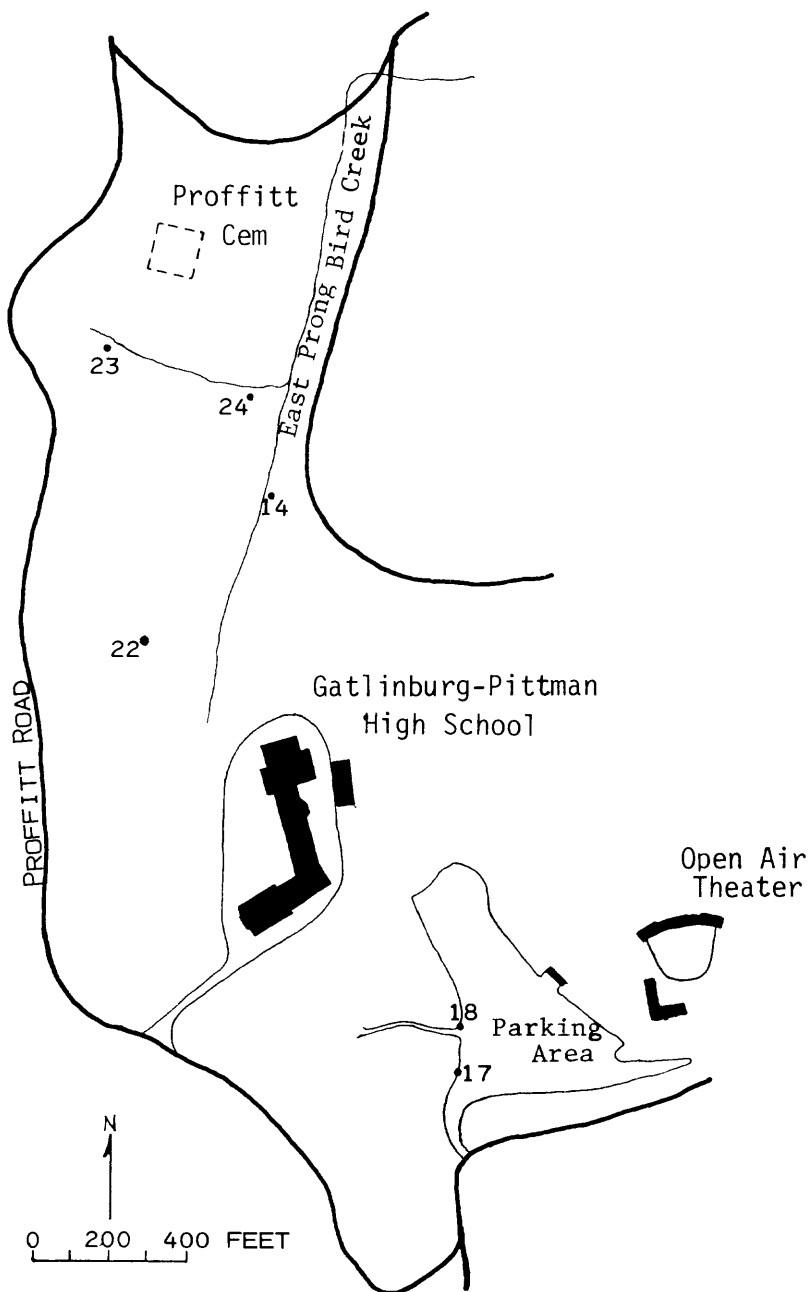 Proffitt
Cem
East Prong Bird Creek
23
24
14
22
PROFFITT ROAD
Gatlinburg-Pittman
High School
Open Air
Theater
18
Parking
Area
17
N
0 200 400 FEET